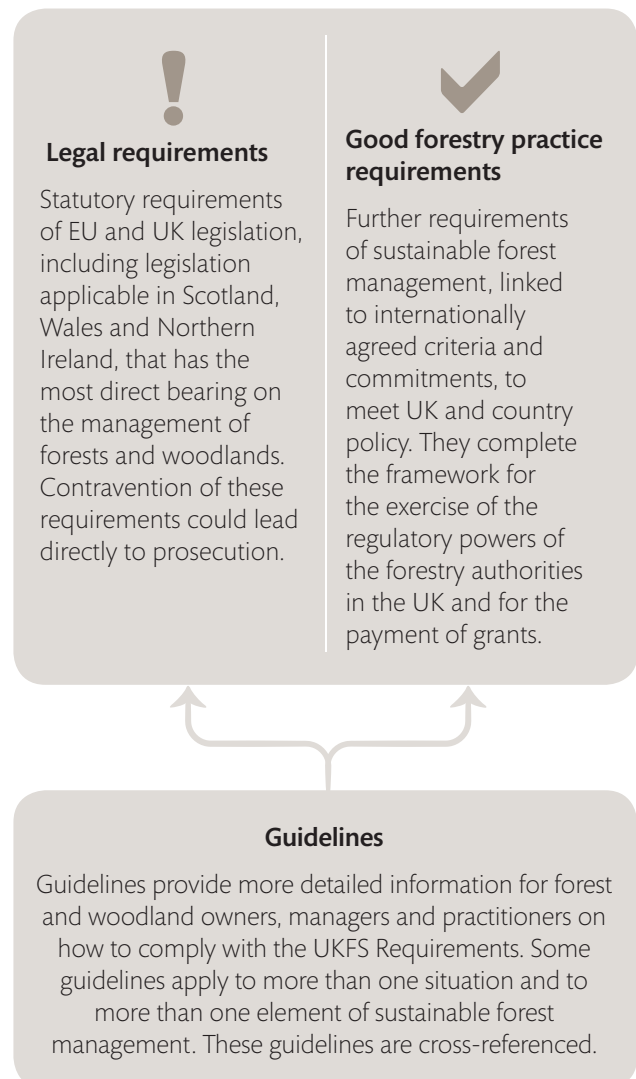 Legal requirements
Statutory requirements
of EU and UK legislation,
including legislation
applicable in Scotland,
Wales and Northern
Ireland, that has the
most direct bearing on
the management of
forests and woodlands.
Contravention of these
requirements could lead
directly to prosecution.
Good forestry practice
requirements
Further requirements
of sustainable forest
management, linked
to internationally
agreed criteria and
commitments, to
meet UK and country
policy. They complete
the framework for
the exercise of the
regulatory powers of
the forestry authorities
in the UK and for the
payment of grants.
Guidelines
Guidelines provide more detailed information for forest
and woodland owners, managers and practitioners on
how to comply with the UKFS Requirements. Some
guidelines apply to more than one situation and to
more than one element of sustainable forest
management. These guidelines are cross-referenced.